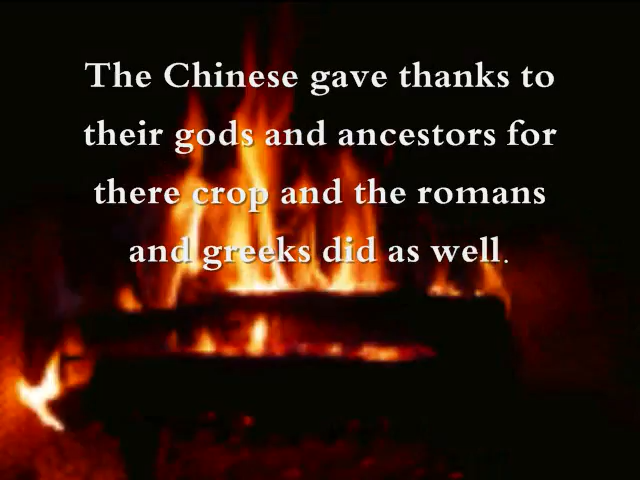 The Chinese gave thanks to
their gods and ancestors for
there crop and the romans
and greeks did as well.